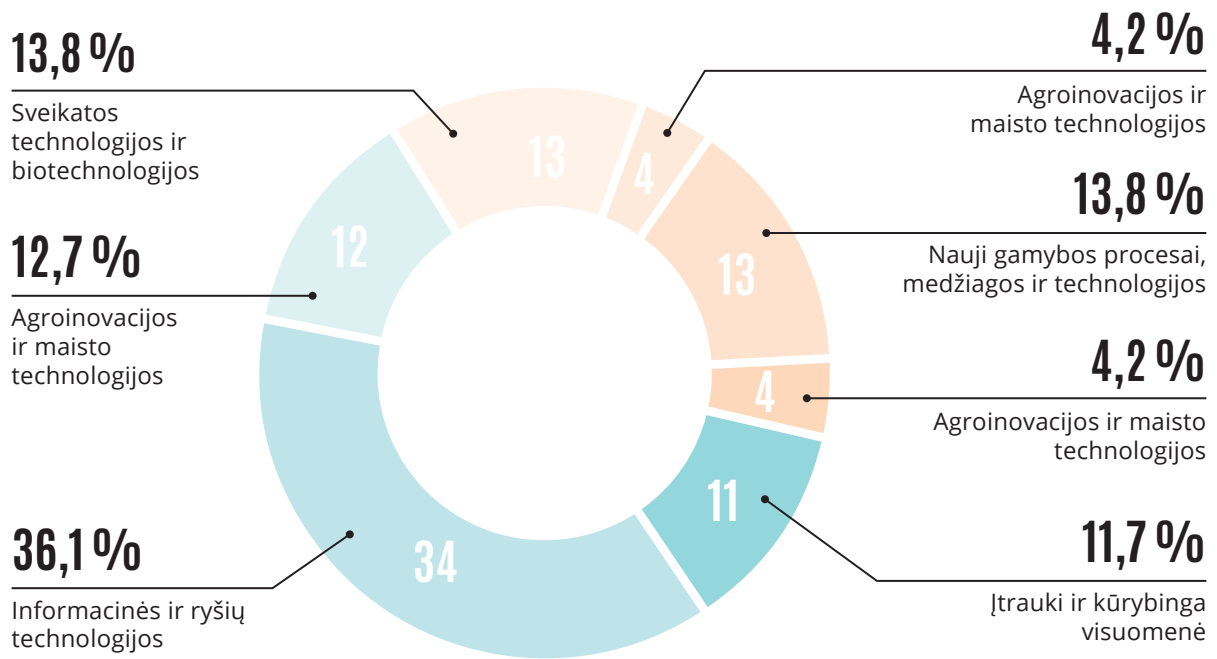 13,8 %
Sveikatos
technologijos ir
biotechnologijos
12,7 %
Agroinovacijos
ir maisto
technologijos
36,1 %
Informacinės ir ryšių
technologijos
4,2 %
Agroinovacijos ir
maisto technologijos
13,8 %
Nauji gamybos procesai,
medžiagos ir technologijos
4,2 %
Agroinovacijos ir maisto
technologijos
11,7 %
Įtrauki ir kūrybinga
visuomenė
13
4
13
4
11
34
12